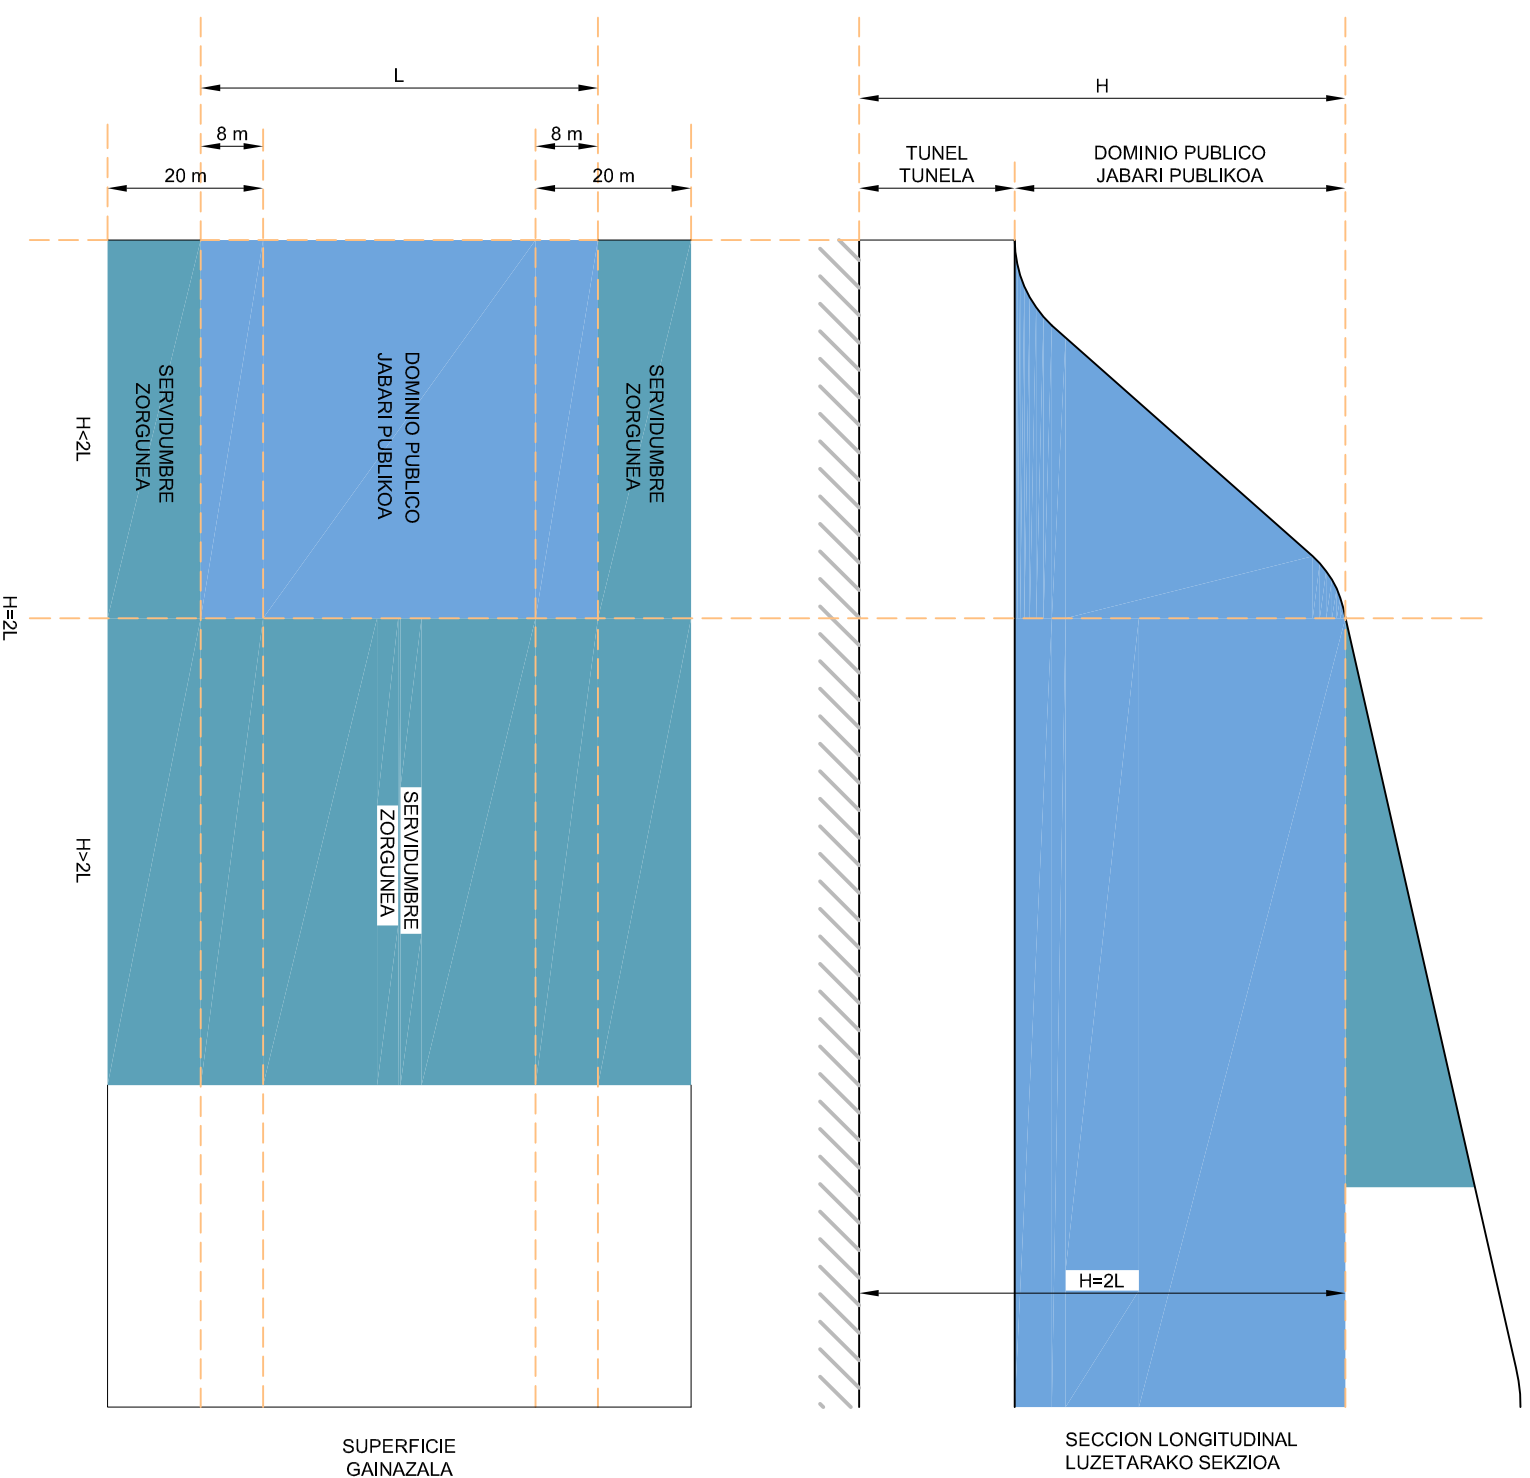 L
H
8 m
8 m
20 m
20 m
TUNEL
TUNELA
DOMINIO PUBLICO
JABARI PUBLIKOA
SERVIDUMBRE
ZORGUNEA
DOMINIO PUBLICO
JABARI PUBLIKOA
SERVIDUMBRE
ZORGUNEA
H<2L
H=2L
H>2L
SERVIDUMBRE
ZORGUNEA
H=2L
SUPERFICIE
GAINAZALA
SECCION LONGITUDINAL
LUZETARAKO SEKZIOA